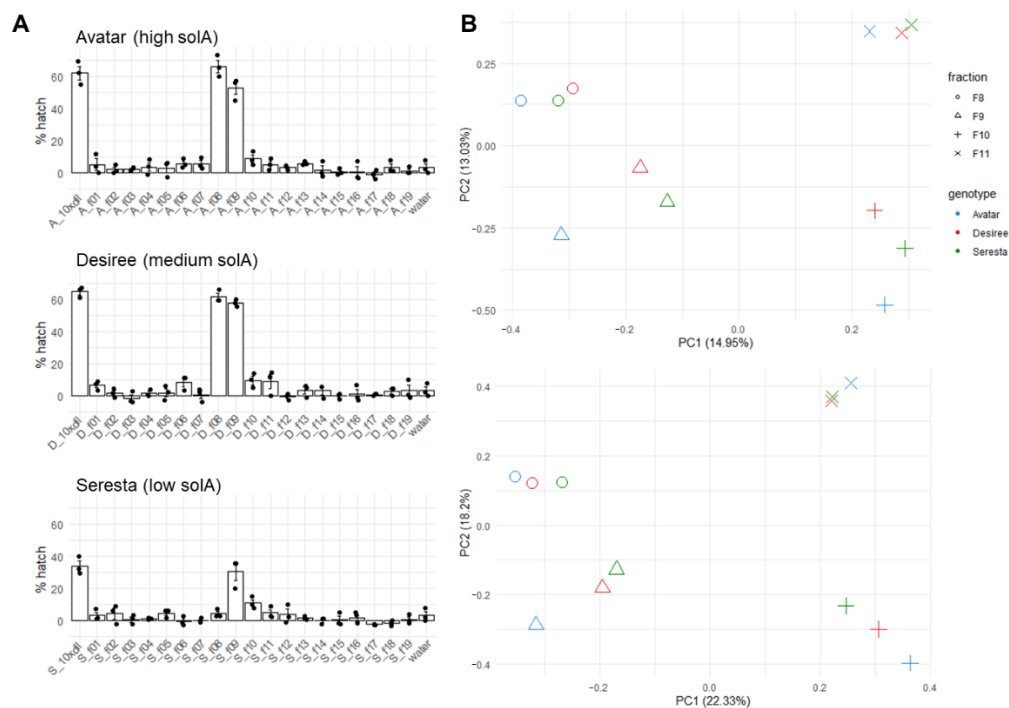 A
Avatar (high solA)
% hatch
60
40
20
0
A_10xdil
A_f01
A_f02
A_f03
A_f04
A_f05
A_f06
A_f07
A_f08
A_f09
A_f10
A_f11
A_f12
A_f13
A_f14
A_f15
A_f16
A_f17
A_f18
A_f19
water
Desiree (medium solA)
% hatch
60
40
20
0
D_10xdil
D_f01
D_f02
D_f03
D_f04
D_f05
D_f06
D_f07
D_f08
D_f09
D_f10
D_f11
D_f12
D_f13
D_f14
D_f15
D_f16
D_f17
D_f18
D_f19
water
Seresta (low solA)
% hatch
60
40
20
0
S_10xdil
S_f01
S_f02
S_f03
S_f04
S_f05
S_f06
S_f07
S_f08
S_f09
S_f10
S_f11
S_f12
S_f13
S_f14
S_f15
S_f16
S_f17
S_f18
S_f19
water
B
PC2 (13.03%)
0.25
0.00
−0.25
−0.50
−0.4
−0.2
0.0
0.2
PC1 (14.95%)
fraction
F8
F9
F10
F11
genotype
Avatar
Desiree
Seresta
PC2 (18.2%)
0.4
0.2
0.0
−0.2
−0.4
−0.2
0.0
0.2
0.4
PC1 (22.33%)